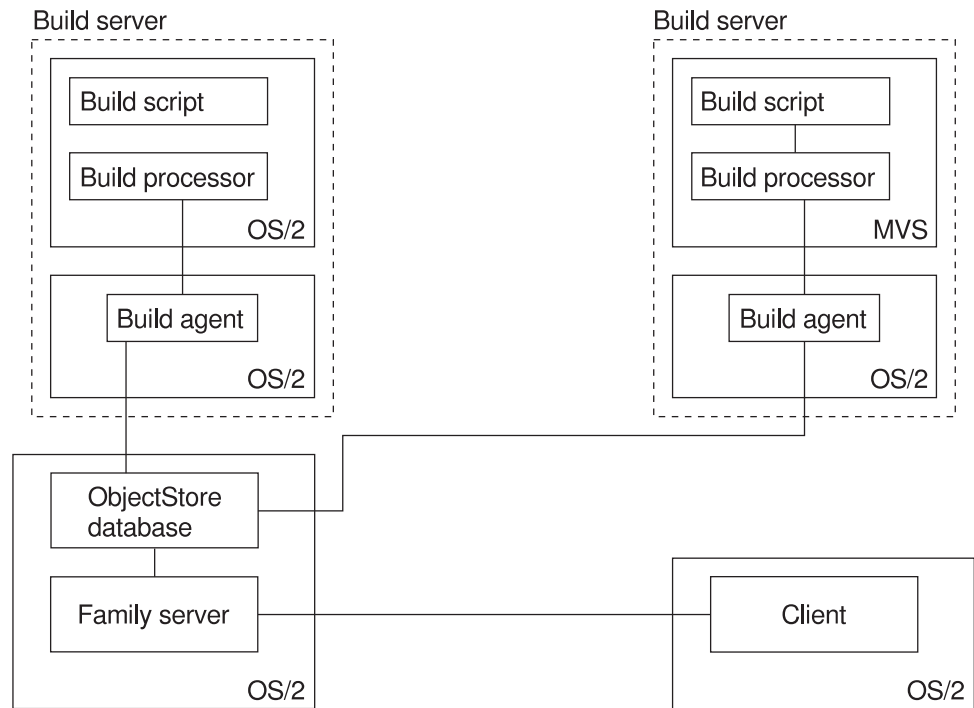 Build server
Build script
Build processor
OS/2
Build agent
OS/2
Build server
Build script
Build processor
MVS
Build agent
OS/2
ObjectStore
database
Family server
OS/2
Client
OS/2